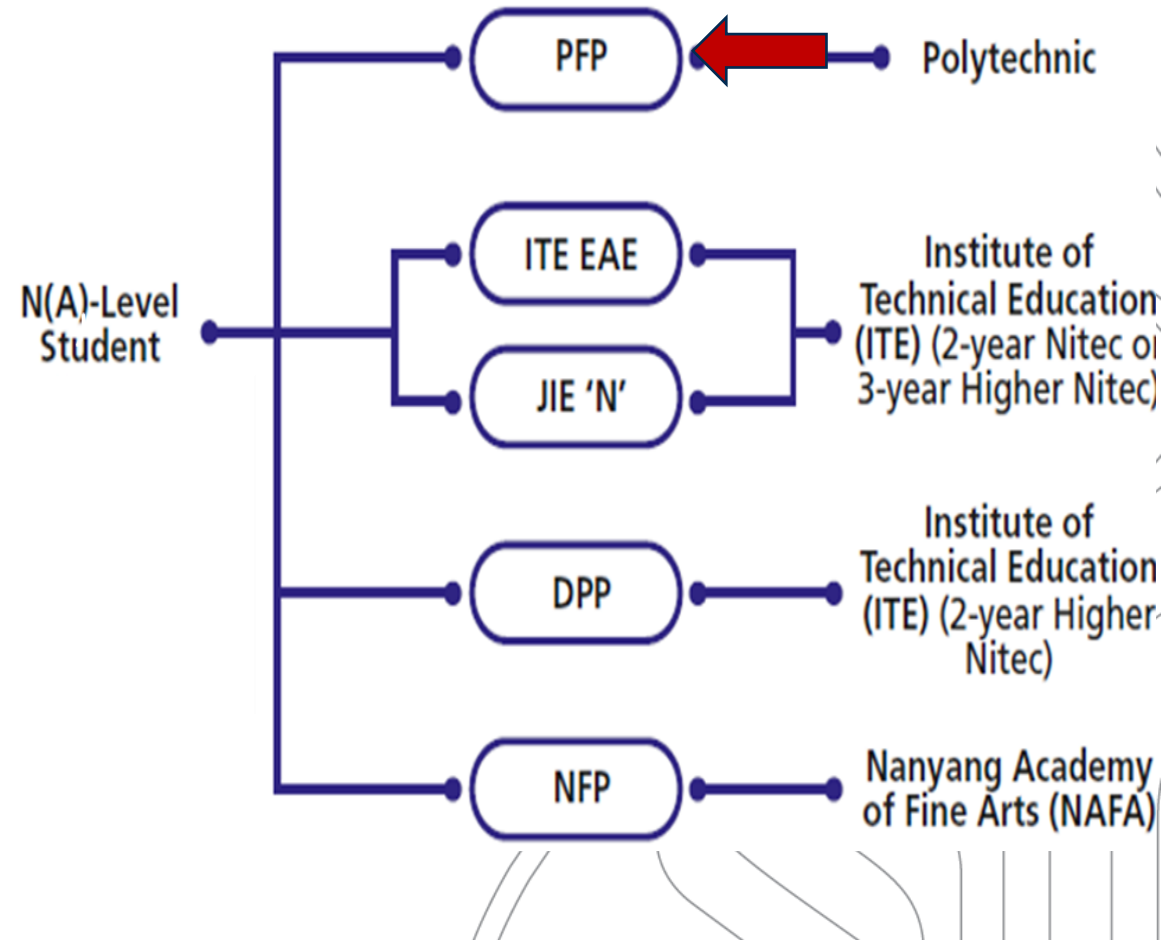 PFP
Polytechnic
N(A)-Level
Student
ITE EAE
JIE ‘N’
Institute of
Technical Education
(ITE) (2-year Nitec or
3-year Higher Nitec)
DPP
Institute of
Technical Education
(ITE) (2-year Higher
Nitec)
NFP
Nanyang Academy
of Fine Arts (NAFA)